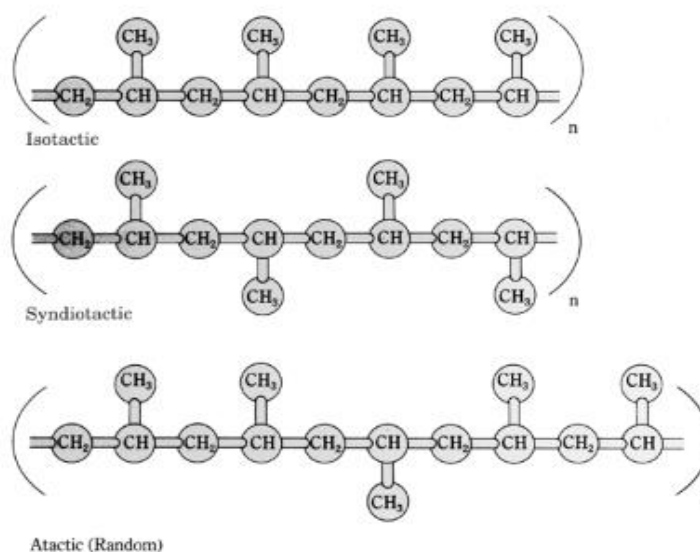 CH₃ CH₃ CH₃ CH₃
CH₂ CH CH₂ CH CH₂ CH CH₂ CH
n
Isotactic
CH₃ CH₃
CH₂ CH CH₂ CH CH₂ CH CH₂ CH
CH₃ CH₃
n
Syndiotactic
CH₃ CH₃ CH₃ CH₃
CH₂ CH CH₂ CH CH₂ CH CH₂ CH CH₂ CH
CH₃
Atactic (Random)